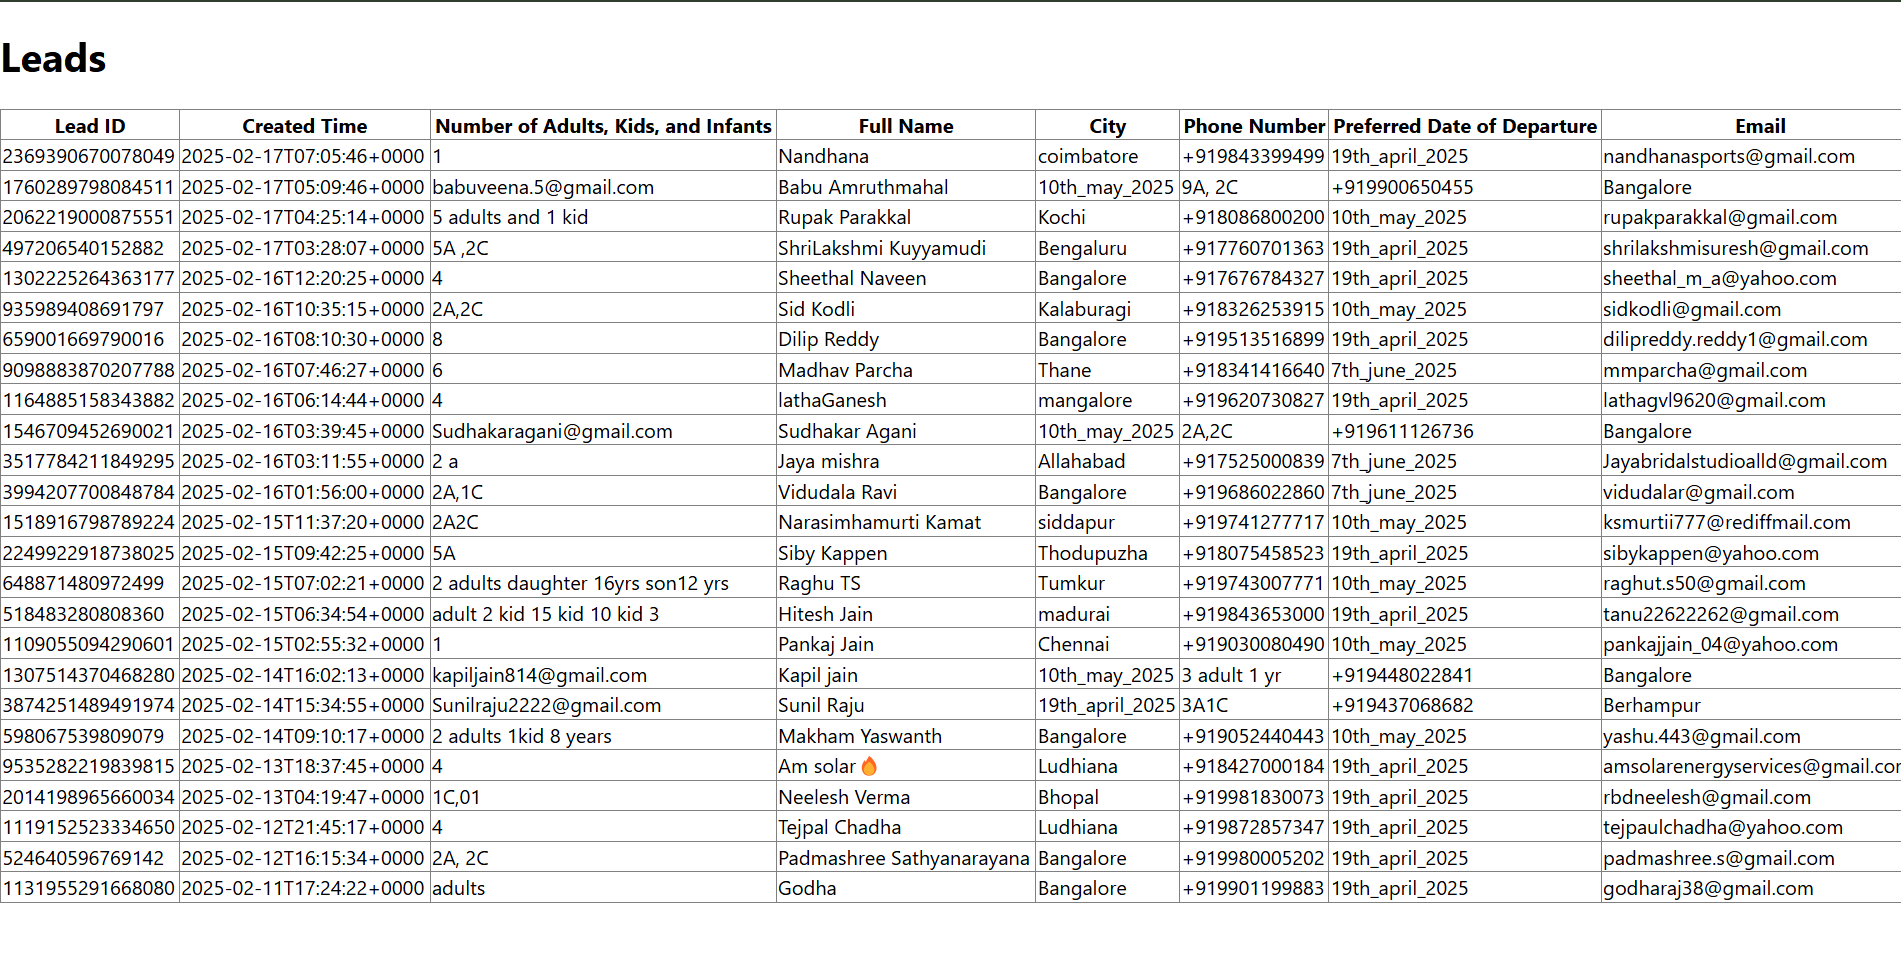 Leads
Lead ID Created Time Number of Adults, Kids, and Infants Full Name City Phone Number Preferred Date of Departure Email
2369390670078049 2025-02-17T07:05:46+0000 1 Nandhana coimbatore +919843399499 19th_april_2025 nandhanasports@gmail.com
1760289798084511 2025-02-17T05:09:46+0000 babuveena.5@gmail.com Babu Amruthmahal 10th_may_2025 9A, 2C +919900650455 Bangalore
2062219000875551 2025-02-17T04:25:14+0000 5 adults and 1 kid Rupak Parakkal Kochi +918086800200 10th_may_2025 rupakparakkal@gmail.com
497206540152882 2025-02-17T03:28:07+0000 5A ,2C ShriLakshmi Kuyyamudi Bengaluru +917760701363 19th_april_2025 shrilakshmisuresh@gmail.com
1302225264363177 2025-02-16T12:20:25+0000 4 Sheethal Naveen Bangalore +917676784327 19th_april_2025 sheethal_m_a@yahoo.com
935989408691797 2025-02-16T10:35:15+0000 2A,2C Sid Kodli Kalaburagi +918326253915 10th_may_2025 sidkodli@gmail.com
659001669790016 2025-02-16T08:10:30+0000 8 Dilip Reddy Bangalore +919513516899 19th_april_2025 dilipreddy.reddy1@gmail.com
9098883870207788 2025-02-16T07:46:27+0000 6 Madhav Parcha Thane +918341416640 7th_june_2025 mmparcha@gmail.com
1164885158343882 2025-02-16T06:14:44+0000 4 lathaGanesh mangalore +919620730827 19th_april_2025 lathagvl9620@gmail.com
1546709452690021 2025-02-16T03:39:45+0000 Sudhakaragani@gmail.com Sudhakar Agani 10th_may_2025 2A,2C +919611126736 Bangalore
3517784211849295 2025-02-16T03:11:55+0000 2 a Jaya mishra Allahabad +917525000839 7th_june_2025 Jayabridalstudioalld@gmail.com
3994207700848784 2025-02-16T01:56:00+0000 2A,1C Vidudala Ravi Bangalore +919686022860 7th_june_2025 vidudalar@gmail.com
1518916798789224 2025-02-15T11:37:20+0000 2A2C Narasimhamurti Kamat siddapur +919741277717 10th_may_2025 ksmurtii777@rediffmail.com
2249922918738025 2025-02-15T09:42:25+0000 5A Siby Kappen Thodupuzha +918075458523 19th_april_2025 sibykappen@yahoo.com
648871480972499 2025-02-15T07:02:21+0000 2 adults daughter 16yrs son12 yrs Raghu TS Tumkur +919743007771 10th_may_2025 raghut.s50@gmail.com
518483280808360 2025-02-15T06:34:54+0000 adult 2 kid 15 kid 10 kid 3 Hitesh Jain madurai +919843653000 19th_april_2025 tanu22622262@gmail.com
1109055094290601 2025-02-15T02:55:32+0000 1 Pankaj Jain Chennai +919030080490 10th_may_2025 pankajjain_04@yahoo.com
1307514370468280 2025-02-14T16:02:13+0000 kapiljain814@gmail.com Kapil jain 10th_may_2025 3 adult 1 yr +919448022841 Bangalore
3874251489491974 2025-02-14T15:34:55+0000 Sunilraju2222@gmail.com Sunil Raju 19th_april_2025 3A1C +919437068682 Berhampur
598067539809079 2025-02-14T09:10:17+0000 2 adults 1kid 8 years Makham Yaswanth Bangalore +919052440443 10th_may_2025 yashu.443@gmail.com
9535282219839815 2025-02-13T18:37:45+0000 4 Am solar🔥 Ludhiana +918427000184 19th_april_2025 amsolarenergyservices@gmail.cor
2014198965660034 2025-02-13T04:19:47+0000 1C,01 Neelesh Verma Bhopal +919981830073 19th_april_2025 rbdneelesh@gmail.com
1119152523334650 2025-02-12T21:45:17+0000 4 Tejpal Chadha Ludhiana +919872857347 19th_april_2025 tejpaulchadha@yahoo.com
524640596769142 2025-02-12T16:15:34+0000 2A, 2C Padmashree Sathyanarayana Bangalore +919980005202 19th_april_2025 padmashree.s@gmail.com
1131955291668080 2025-02-11T17:24:22+0000 adults Godha Bangalore +919901199883 19th_april_2025 godharaj38@gmail.com